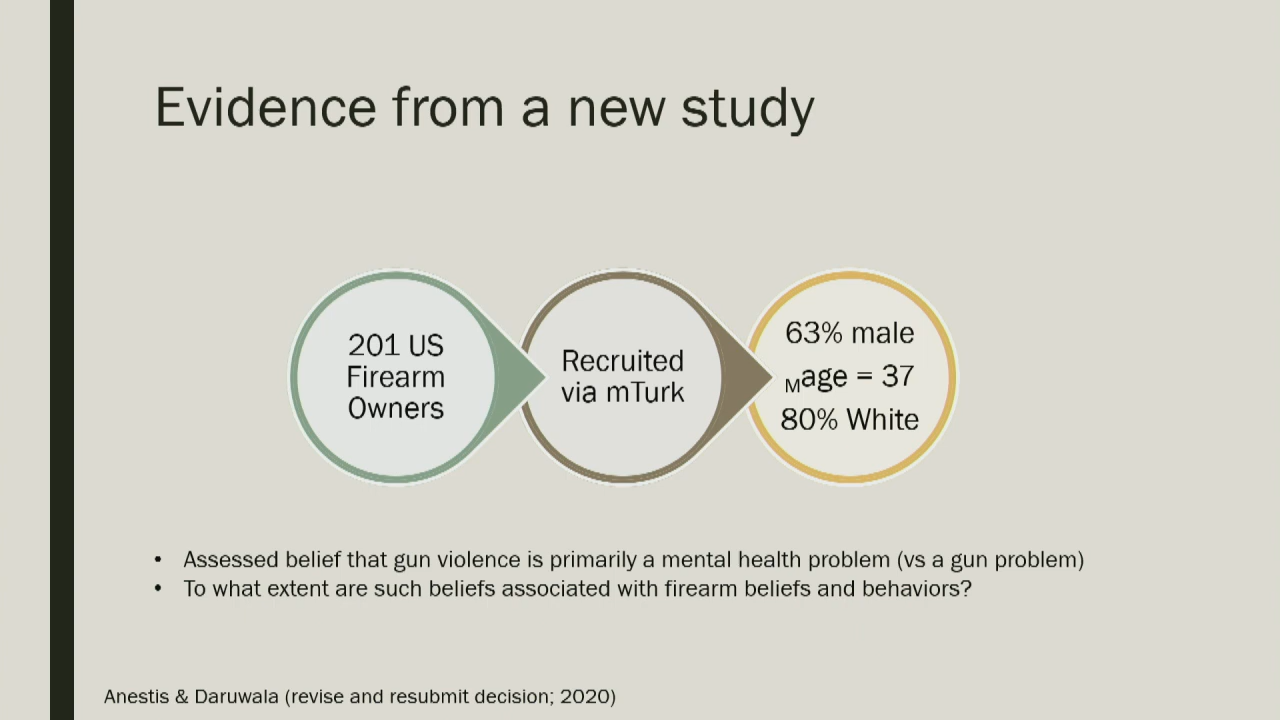 Evidence from a new study
201 US
Firearm
Owners
Recruited
via mTurk
63% male
Mage = 37
80% White
• Assessed belief that gun violence is primarily a mental health problem (vs a gun problem)
• To what extent are such beliefs associated with firearm beliefs and behaviors?
Anestis & Daruwala (revise and resubmit decision; 2020)